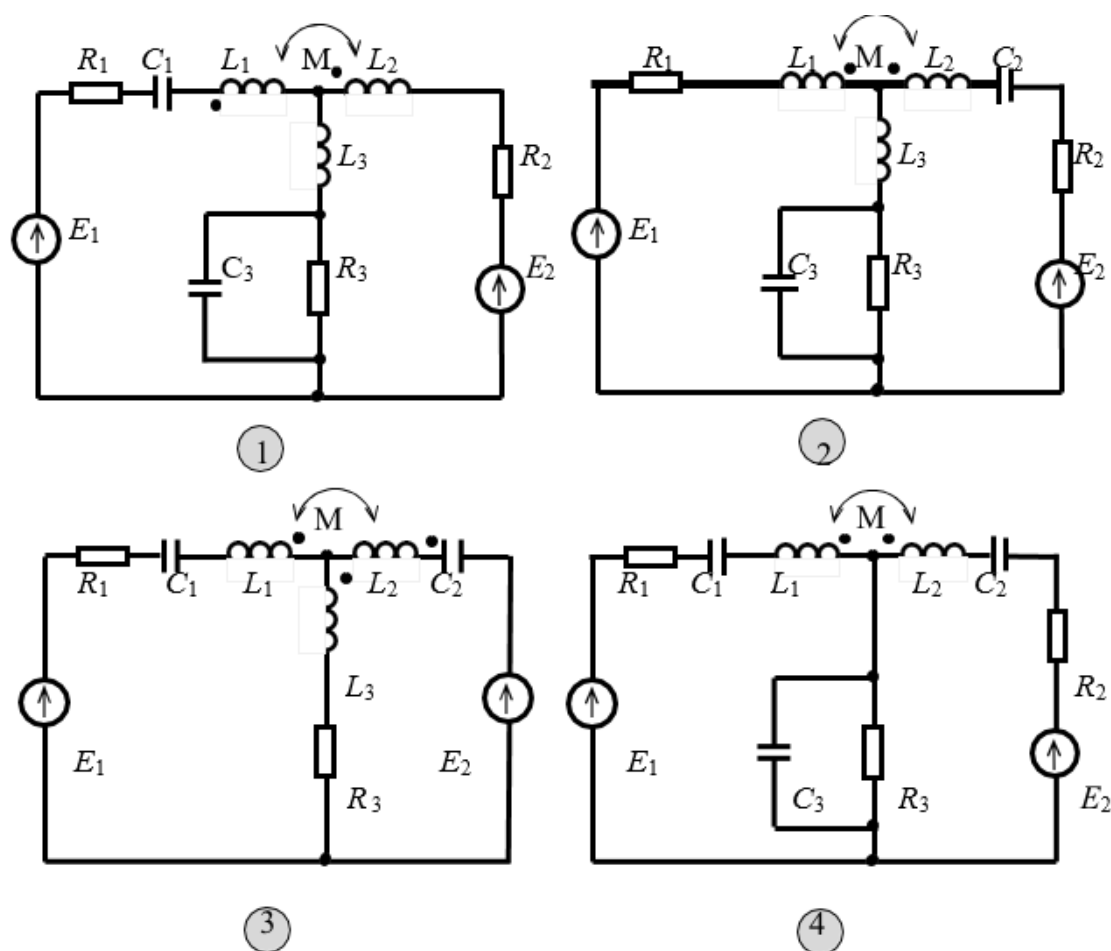 R1 C1 L1 M L2
L3
R2
E1
C3 R3 E2
1
R1 L1 M L2 C2
L3
R2
E1
C3 R3 E2
2
M
R1 C1 L1 L2 C2
L3
E1 E2
R3
3
M
R1 C1 L1 L2 C2
R2
E1
C3 R3 E2
4